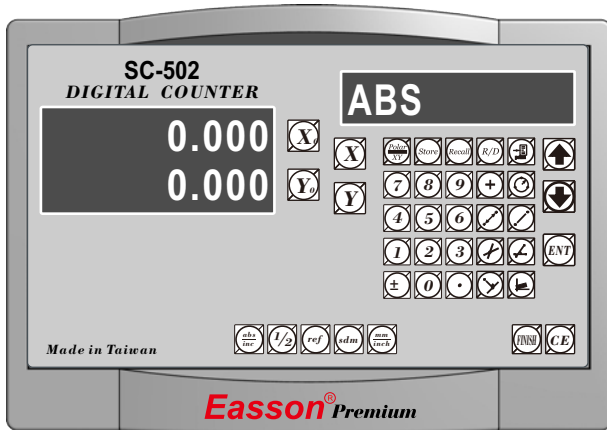 SC-502
DIGITAL COUNTER
ABS
0.000
0.000
X₀
Y₀
X
Y
Polar
XY
Store
Recall
R/D
7
8
9
+
4
5
6
1
2
3
ENT
±
0
.
abs
inc
1/2
ref
sdm
mm
inch
FINISH
CE
Made in Taiwan
Easson® Premium